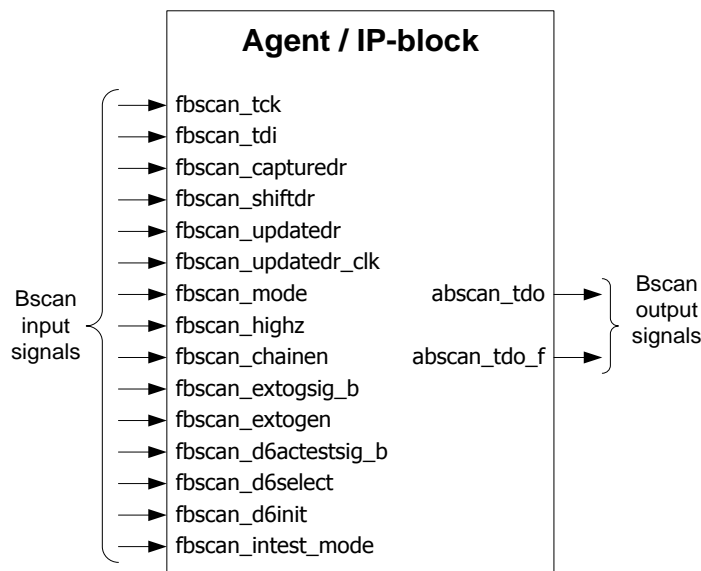 Agent / IP-block
fbscan_tck
fbscan_tdi
fbscan_capturedr
fbscan_shiftdr
fbscan_updatedr
fbscan_updatedr_clk
fbscan_mode
fbscan_highz
fbscan_chainen
fbscan_extogsig_b
fbscan_extogen
fbscan_d6actestsig_b
fbscan_d6select
fbscan_d6init
fbscan_intest_mode
Bscan
input
signals
abscan_tdo
abscan_tdo_f
Bscan
output
signals